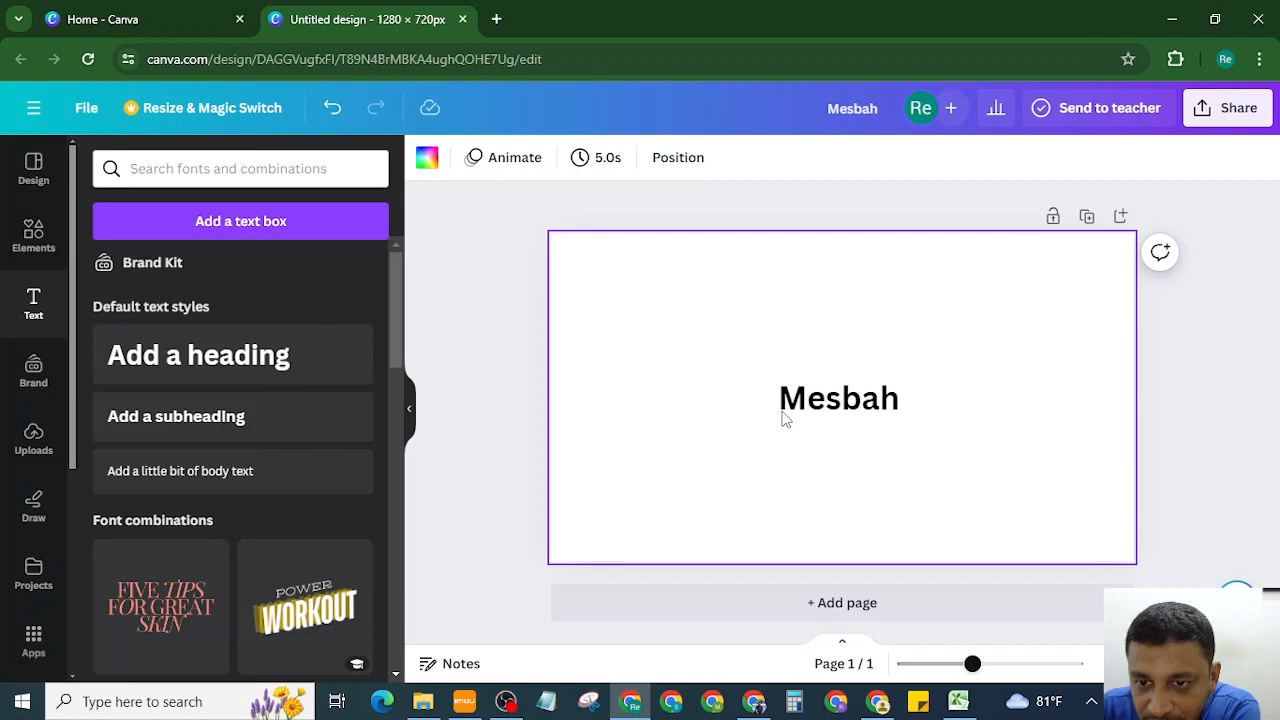 Home - Canva
Untitled design - 1280 × 720px
canva.com/design/DAGGVugfxFI/T89N4BrMBKA4ughQOHE7Ug/edit
Re
File
Resize & Magic Switch
Mesbah
Re
Send to teacher
Share
Design
Elements
Text
Brand
Uploads
Draw
Projects
Apps
Search fonts and combinations
Add a text box
Brand Kit
Default text styles
Add a heading
Add a subheading
Add a little bit of body text
Font combinations
FIVE TIPS
FOR GREAT
SKIN
POWER
WORKOUT
Animate
5.0s
Position
Mesbah
+ Add page
Notes
Page 1 / 1
Type here to search
81°F